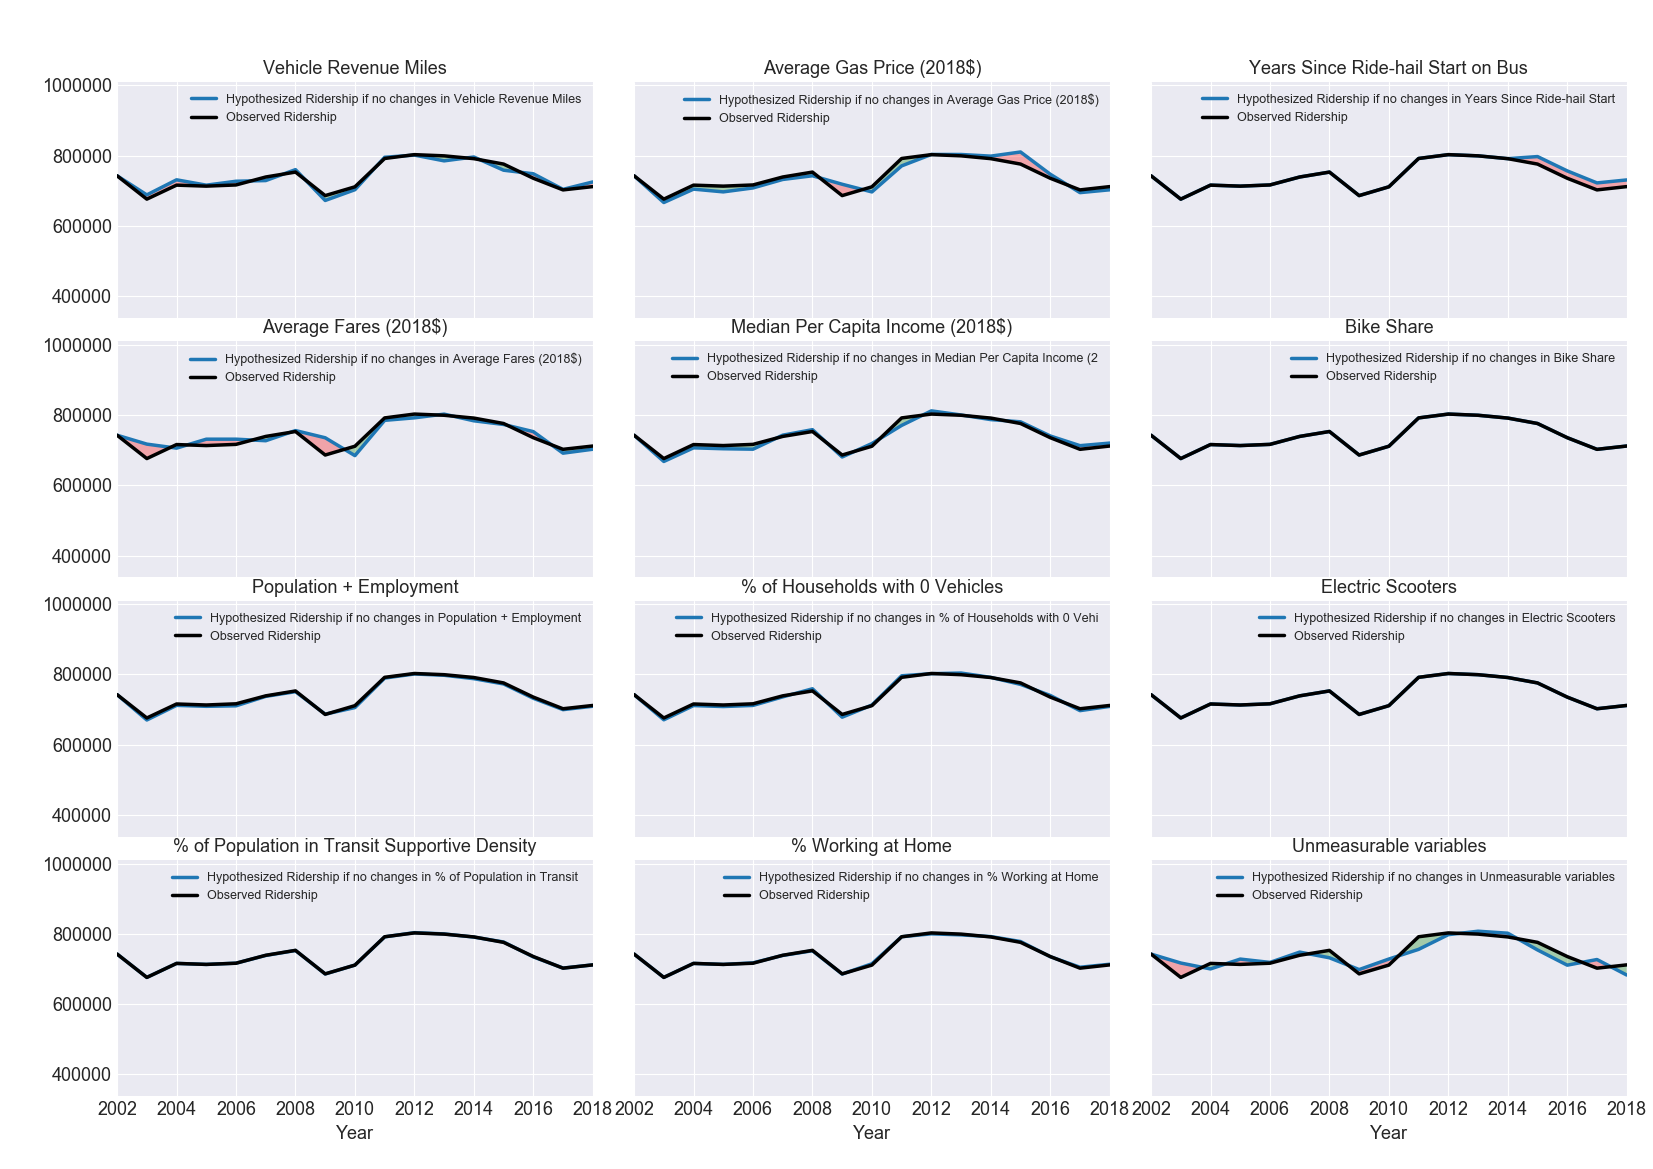 Vehicle Revenue Miles
1000000
800000
600000
400000
Hypothesized Ridership if no changes in Vehicle Revenue Miles
Observed Ridership
Average Gas Price (2018$)
Hypothesized Ridership if no changes in Average Gas Price (2018$)
Observed Ridership
Years Since Ride-hail Start on Bus
Hypothesized Ridership if no changes in Years Since Ride-hail Start
Observed Ridership
Average Fares (2018$)
1000000
800000
600000
400000
Hypothesized Ridership if no changes in Average Fares (2018$)
Observed Ridership
Median Per Capita Income (2018$)
Hypothesized Ridership if no changes in Median Per Capita Income (2
Observed Ridership
Bike Share
Hypothesized Ridership if no changes in Bike Share
Observed Ridership
Population + Employment
1000000
800000
600000
400000
Hypothesized Ridership if no changes in Population + Employment
Observed Ridership
% of Households with 0 Vehicles
Hypothesized Ridership if no changes in % of Households with 0 Vehi
Observed Ridership
Electric Scooters
Hypothesized Ridership if no changes in Electric Scooters
Observed Ridership
% of Population in Transit Supportive Density
1000000
800000
600000
400000
Hypothesized Ridership if no changes in % of Population in Transit
Observed Ridership
2002 2004 2006 2008 2010 2012 2014 2016 2018
Year
% Working at Home
Hypothesized Ridership if no changes in % Working at Home
Observed Ridership
2002 2004 2006 2008 2010 2012 2014 2016 2018
Year
Unmeasurable variables
Hypothesized Ridership if no changes in Unmeasurable variables
Observed Ridership
2002 2004 2006 2008 2010 2012 2014 2016 2018
Year